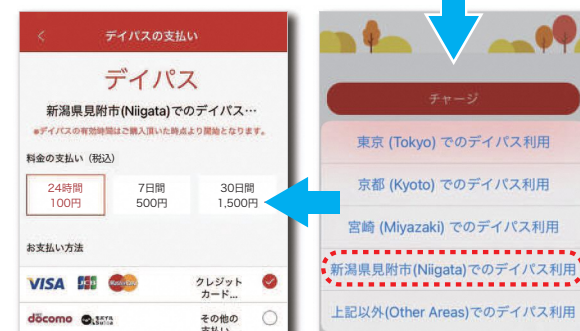 デイパスの支払い
デイパス
新潟県見附市(Niigata)でのデイパス…
※デイパスの有効時間はご購入頂いた時点より開始となります。
料金の支払い (税込)
24時間
100円
7日間
500円
30日間
1,500円
お支払い方法
VISA JCB MasterCard
クレジット
カード...
döcomo
その他の
支払い
チャージ
東京 (Tokyo) でのデイパス利用
京都 (Kyoto) でのデイパス利用
宮崎 (Miyazaki) でのデイパス利用
新潟県見附市(Niigata)でのデイパス利用
上記以外(Other Areas)でのデイパス利用